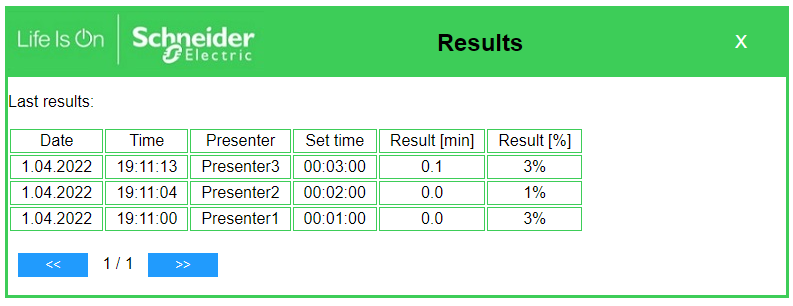 Life Is On Schneider Electric Results X
Last results:
Date Time Presenter Set time Result [min] Result [%]
1.04.2022 19:11:13 Presenter3 00:03:00 0.1 3%
1.04.2022 19:11:04 Presenter2 00:02:00 0.0 1%
1.04.2022 19:11:00 Presenter1 00:01:00 0.0 3%
<< 1 / 1 >>